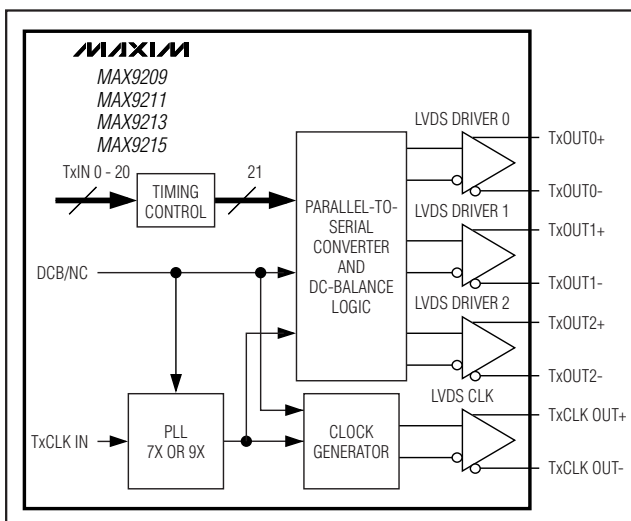 MAXIM
MAX9209
MAX9211
MAX9213
MAX9215
TxIN 0 - 20
TIMING
CONTROL
21
PARALLEL-TO-
SERIAL
CONVERTER
AND
DC-BALANCE
LOGIC
LVDS DRIVER 0
TxOUT0+
TxOUT0-
LVDS DRIVER 1
TxOUT1+
TxOUT1-
DCB/NC
LVDS DRIVER 2
TxOUT2+
TxOUT2-
TxCLK IN
PLL
7X OR 9X
CLOCK
GENERATOR
LVDS CLK
TxCLK OUT+
TxCLK OUT-